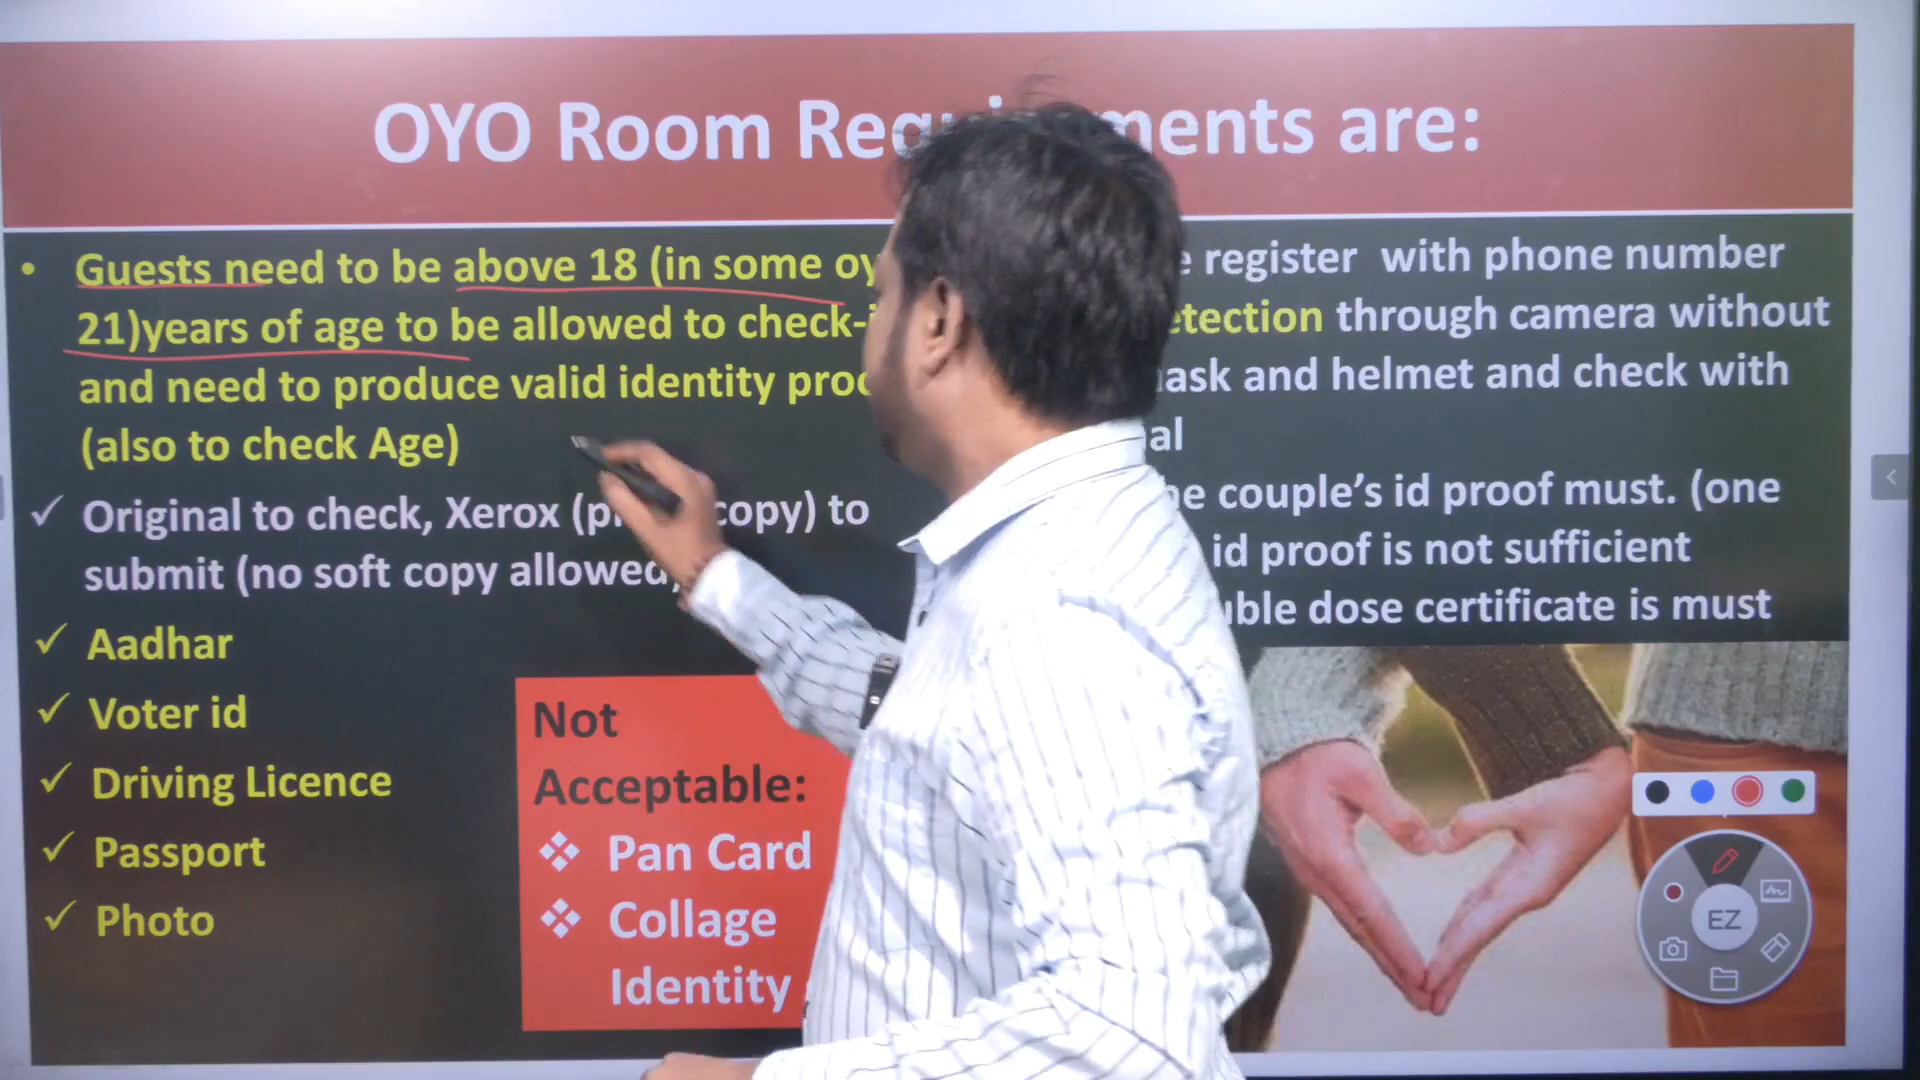 OYO Room Requirements are:
Guests need to be above 18 (in some oy
21)years of age to be allowed to check-
and need to produce valid identity proo
(also to check Age)
Original to check, Xerox ( copy) to
submit (no soft copy allowed
Aadhar
Voter id
Driving Licence
Passport
Photo
Not
Acceptable:
Pan Card
Collage
Identity
register with phone number
etection through camera without
ask and helmet and check with
al
he couple's id proof must. (one
id proof is not sufficient
ble dose certificate is must
EZ